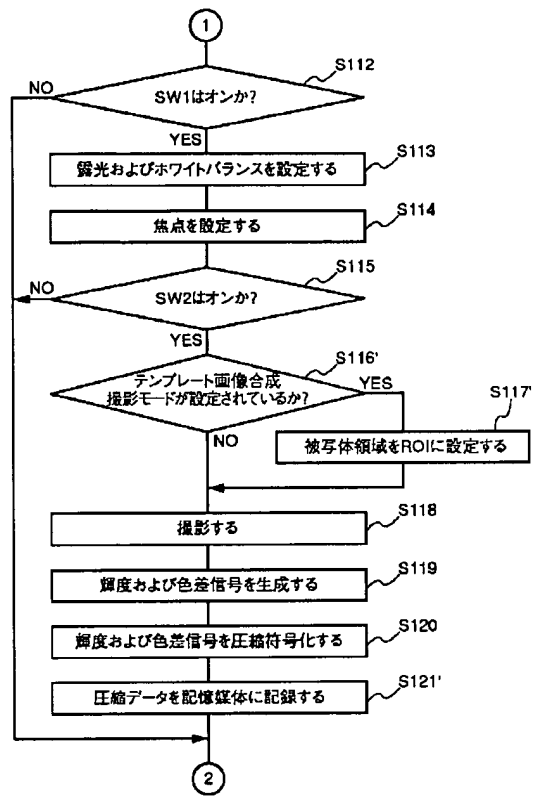 1
S112
NO
SW1はオンか?
YES
S113
露光およびホワイトバランスを設定する
S114
焦点を設定する
S115
NO
SW2はオンか?
YES
S116'
テンプレート画像合成
撮影モードが設定されているか?
YES
S117'
NO
被写体領域をROIに設定する
S118
撮影する
S119
輝度および色差信号を生成する
S120
輝度および色差信号を圧縮符号化する
S121'
圧縮データを記憶媒体に記録する
2